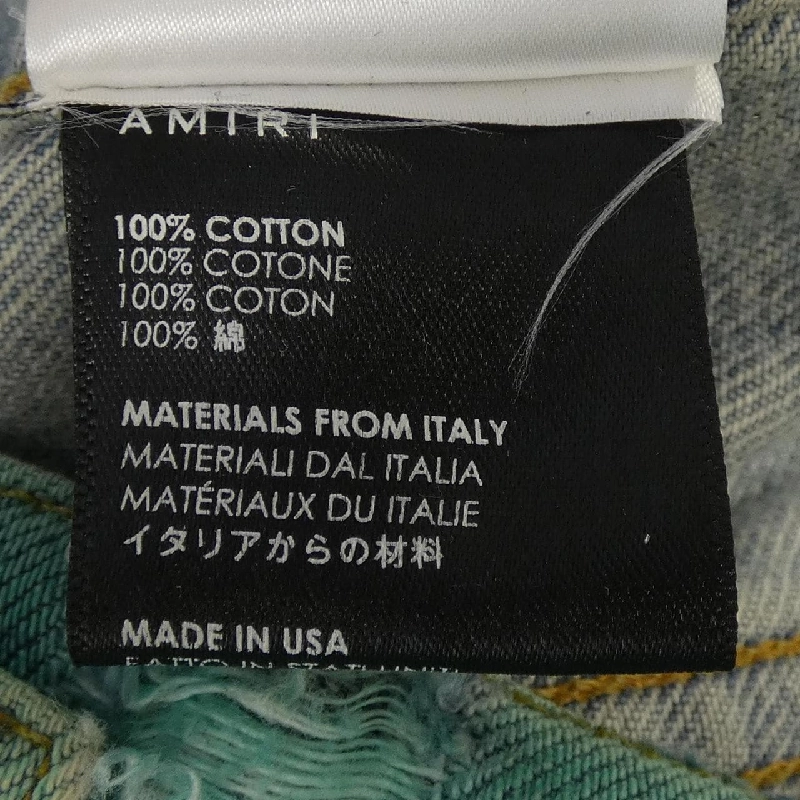 AMIRI
100% COTTON
100% COTONE
100% COTON
100% 綿
MATERIALS FROM ITALY
MATERIALI DAL ITALIA
MATÉRIAUX DU ITALIE
イタリアからの材料
MADE IN USA